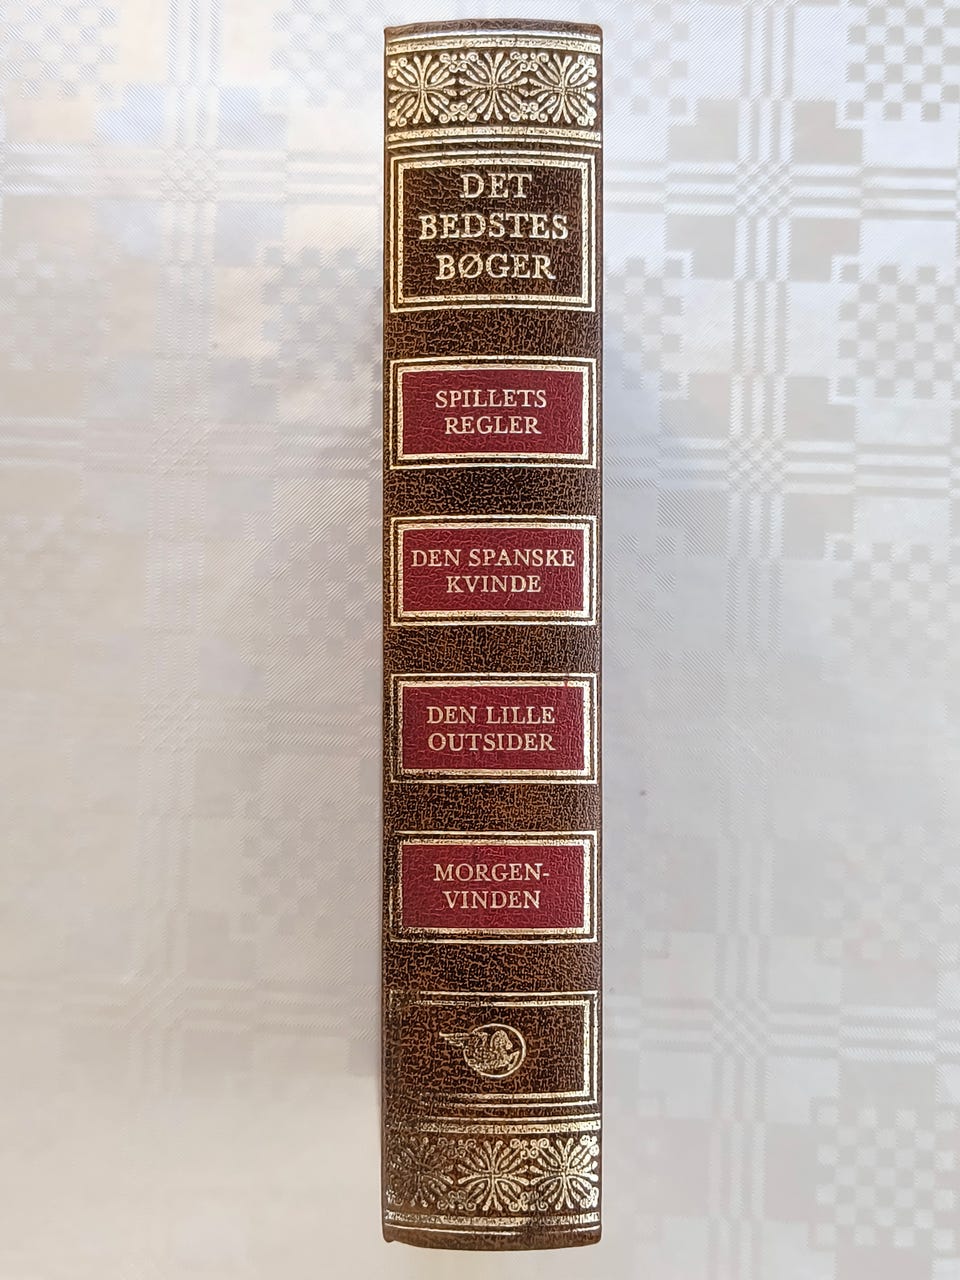 DET
BEDSTES
BØGER
SPILLETS
REGLER
DEN SPANSKE
KVINDE
DEN LILLE
OUTSIDER
MORGEN-
VINDEN